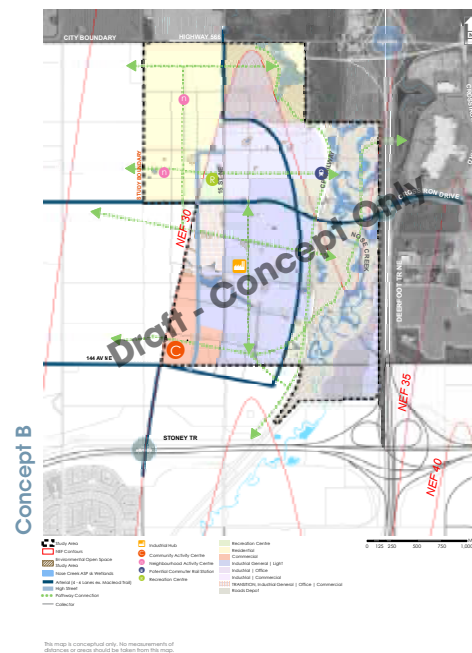 CITY BOUNDARY
HIGHWAY 566
STUDY BOUNDARY
15 ST NE
NEF 30
NOSE CREEK
DEERFOOT TR NE
Draft - Concept Only
144 AV NE
STONEY TR
NEF 35
NEF 40
Concept B
Study Area
NEF Contours
Environmental Open Space
Study Area
Nose Creek ASP & Wetlands
Arterial (4 - 6 Lanes ex. Macleod Trail)
High Street
Pathway Connection
Collector
Industrial Hub
Community Activity Centre
Neighbourhood Activity Centre
Potential Commuter Rail Station
Recreation Centre
Recreation Centre
Residential
Commercial
Industrial General | Light
Industrial | Office
Industrial | Commercial
TRANSITION: Industrial General | Office | Commercial
Roads Depot
0 125 250 500 750 1,000
This map is conceptual only. No measurements of
distances or areas should be taken from this map.